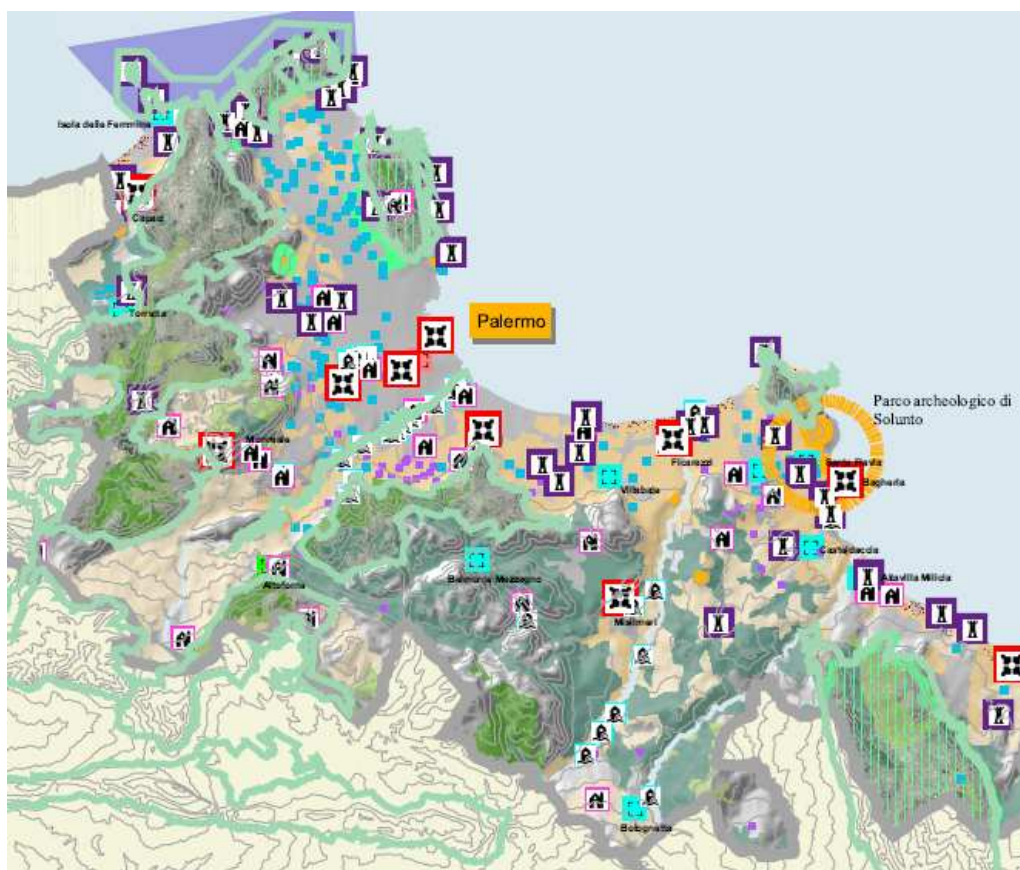 Isola delle Femmine
Capaci
Torretta
Palermo
Parco archeologico di
Solunto
Monreale
Ficarazzi
Santa Flavia
Bagheria
Villabate
Casteldaccia
Altofonte
Belmonte Mezzagno
Altavilla Milicia
Misilmeri
Bolognetta